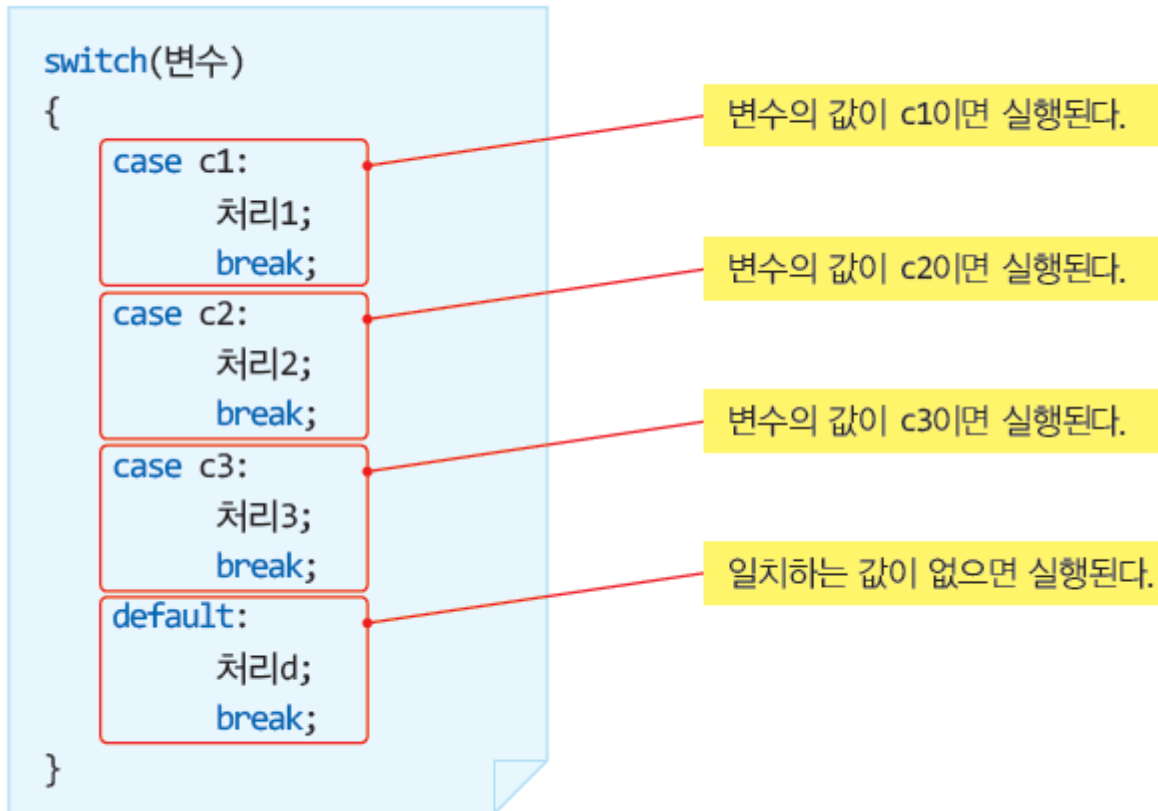 switch(변수)
{
case c1:
처리1;
break;
case c2:
처리2;
break;
case c3:
처리3;
break;
default:
처리d;
break;
}
변수의 값이 c1이면 실행된다.
변수의 값이 c2이면 실행된다.
변수의 값이 c3이면 실행된다.
일치하는 값이 없으면 실행된다.